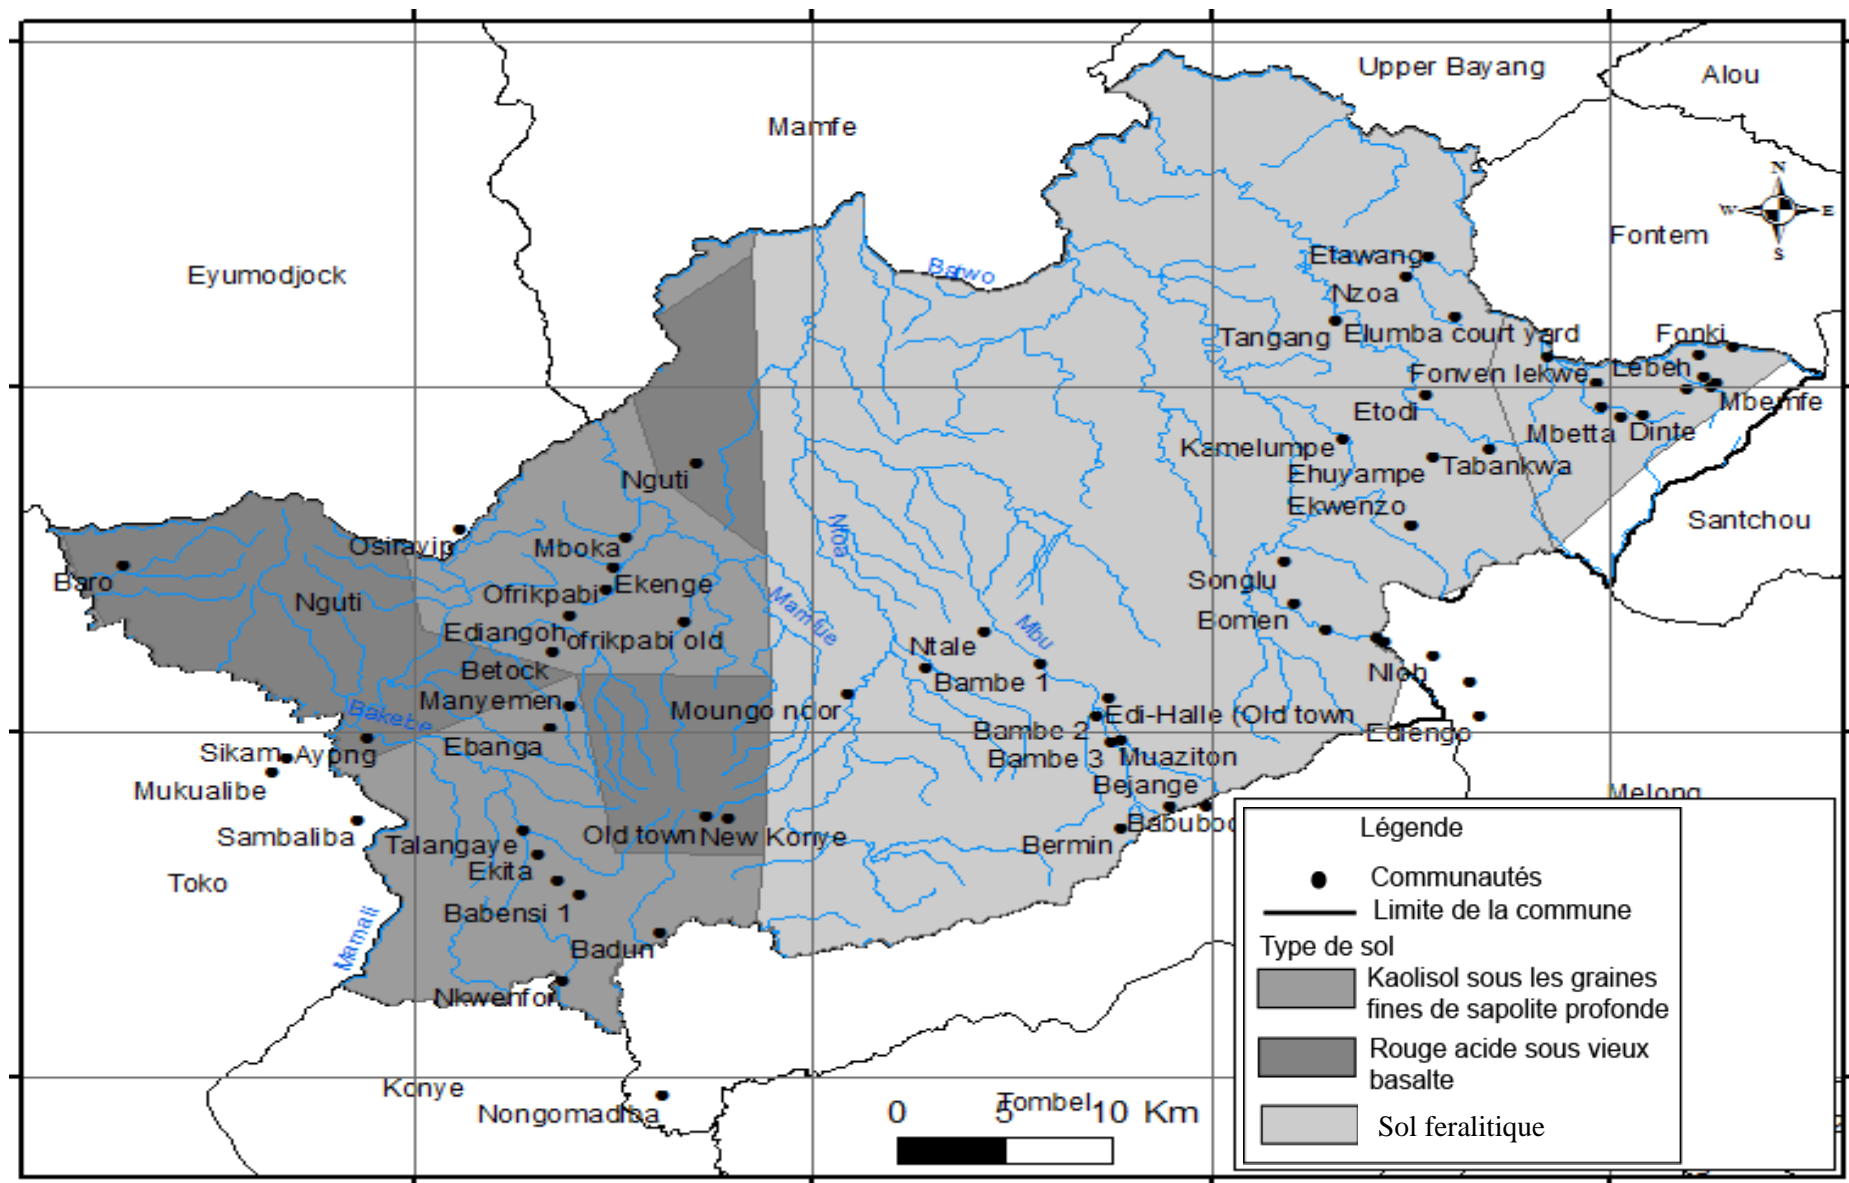 Upper Bayang
Alou
Mamfe
N
W
E
S
Fontem
Etawang
Eyumodjock
Nzoa
Tangang
Elumba court yard
Fonki
Fonven lekwe
Lebeh
Etodi
Mbemfe
Mbetta
Dinte
Kamelumpe
Ehuyampe
Tabankwa
Nguti
Ekwenzo
Santchou
Osirayip
Mboka
Baro
Ekenge
Songlu
Nguti
Ofrikpabi
Mamfue
Bomen
Ediangoh
ofrikpabi old
Mbu
Ntale
Betock
Bambe 1
Nloh
Manyemen
Moungo ndor
Edi-Halle (Old town
Bakebe
Bambe 2
Ediengo
Ebanga
Sikam
Ayong
Bambe 3
Muaziton
Mukualibe
Bejange
Melong
Sambaliba
Talangaye
Old town
New Konye
Bermin
Ekita
Toko
Babensi 1
Mamali
Badun
Nkwenfor
Konye
Nongomadiba
Tombel
0
5
10 Km
Légende
Communautés
Limite de la commune
Type de sol
Kaolisol sous les graines
fines de sapolite profonde
Rouge acide sous vieux
basalte
Sol feralitique